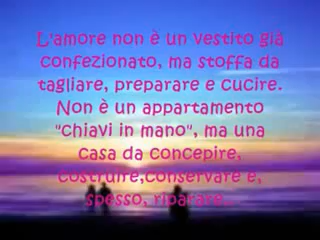 L'amore non è un vestito già
confezionato, ma stoffa da
tagliare, preparare e cucire.
Non è un appartamento
"chiavi in mano", ma una
casa da concepire,
costruire,conservare e,
spesso, riparare...